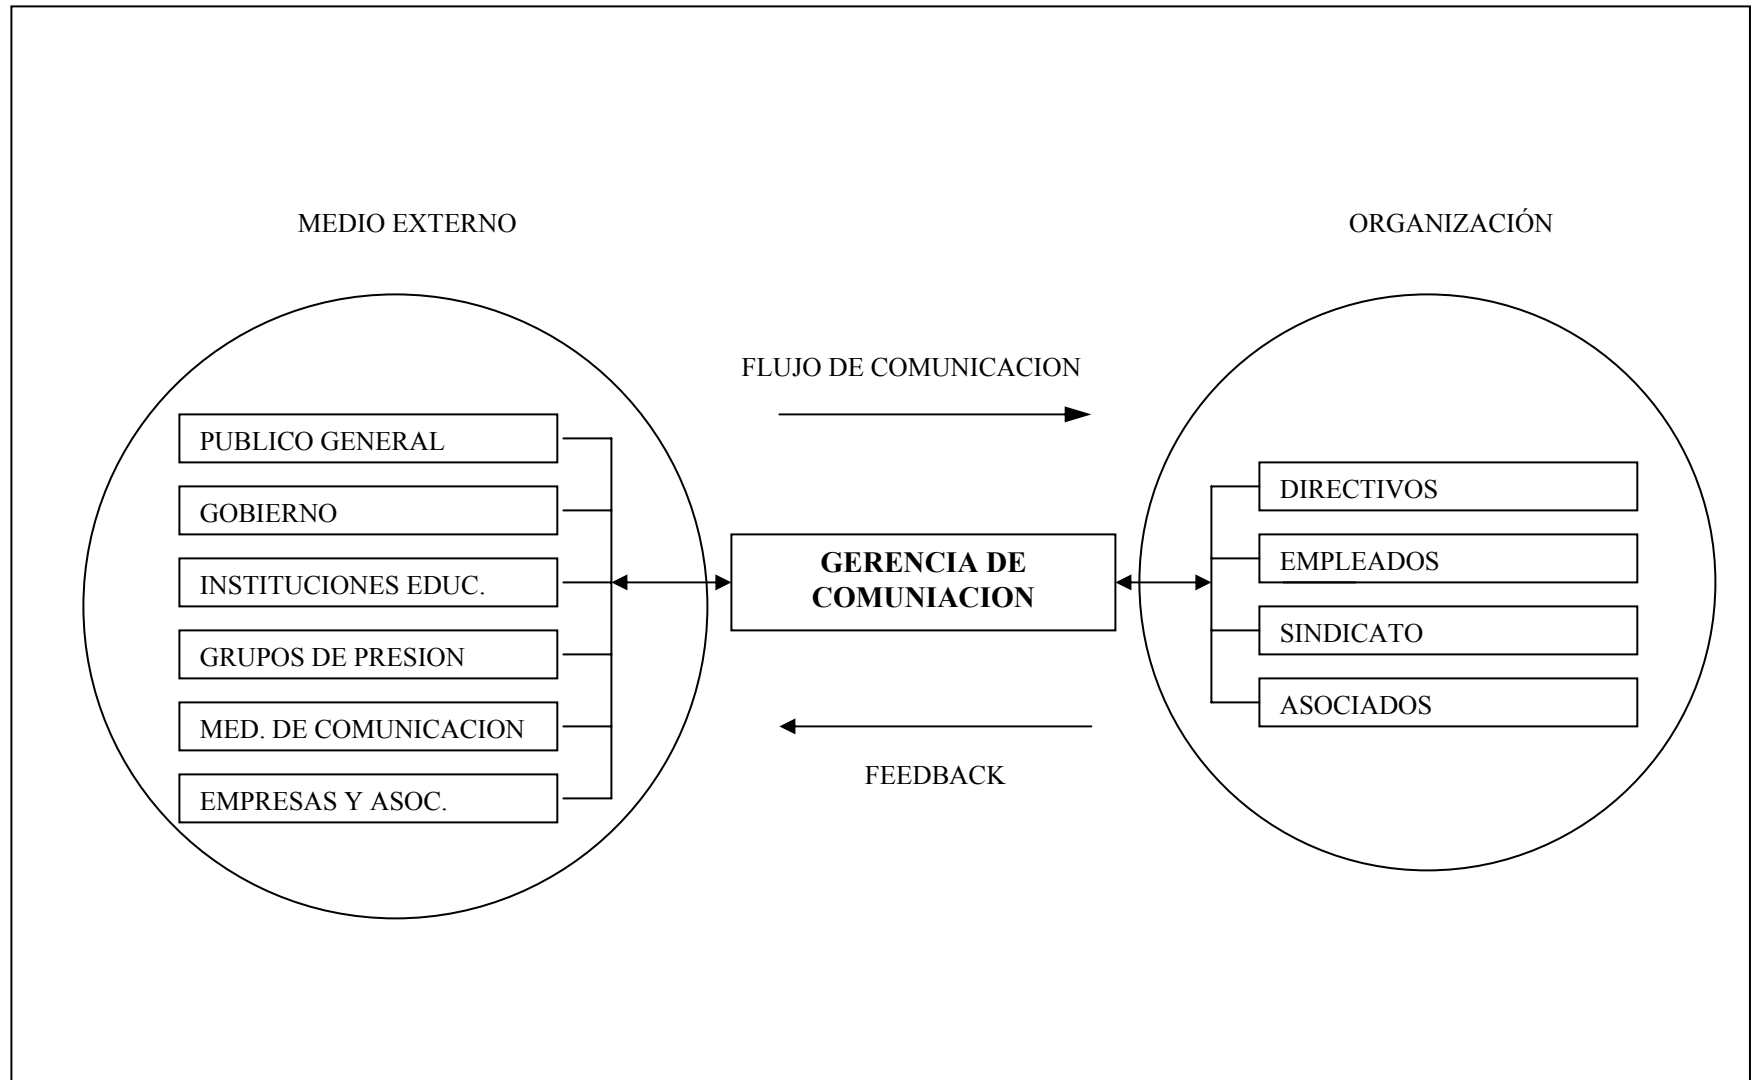 MEDIO EXTERNO
ORGANIZACIÓN
FLUJO DE COMUNICACION
PUBLICO GENERAL
GOBIERNO
INSTITUCIONES EDUC.
GRUPOS DE PRESION
MED. DE COMUNICACION
EMPRESAS Y ASOC.
GERENCIA DE
COMUNIACION
DIRECTIVOS
EMPLEADOS
SINDICATO
ASOCIADOS
FEEDBACK